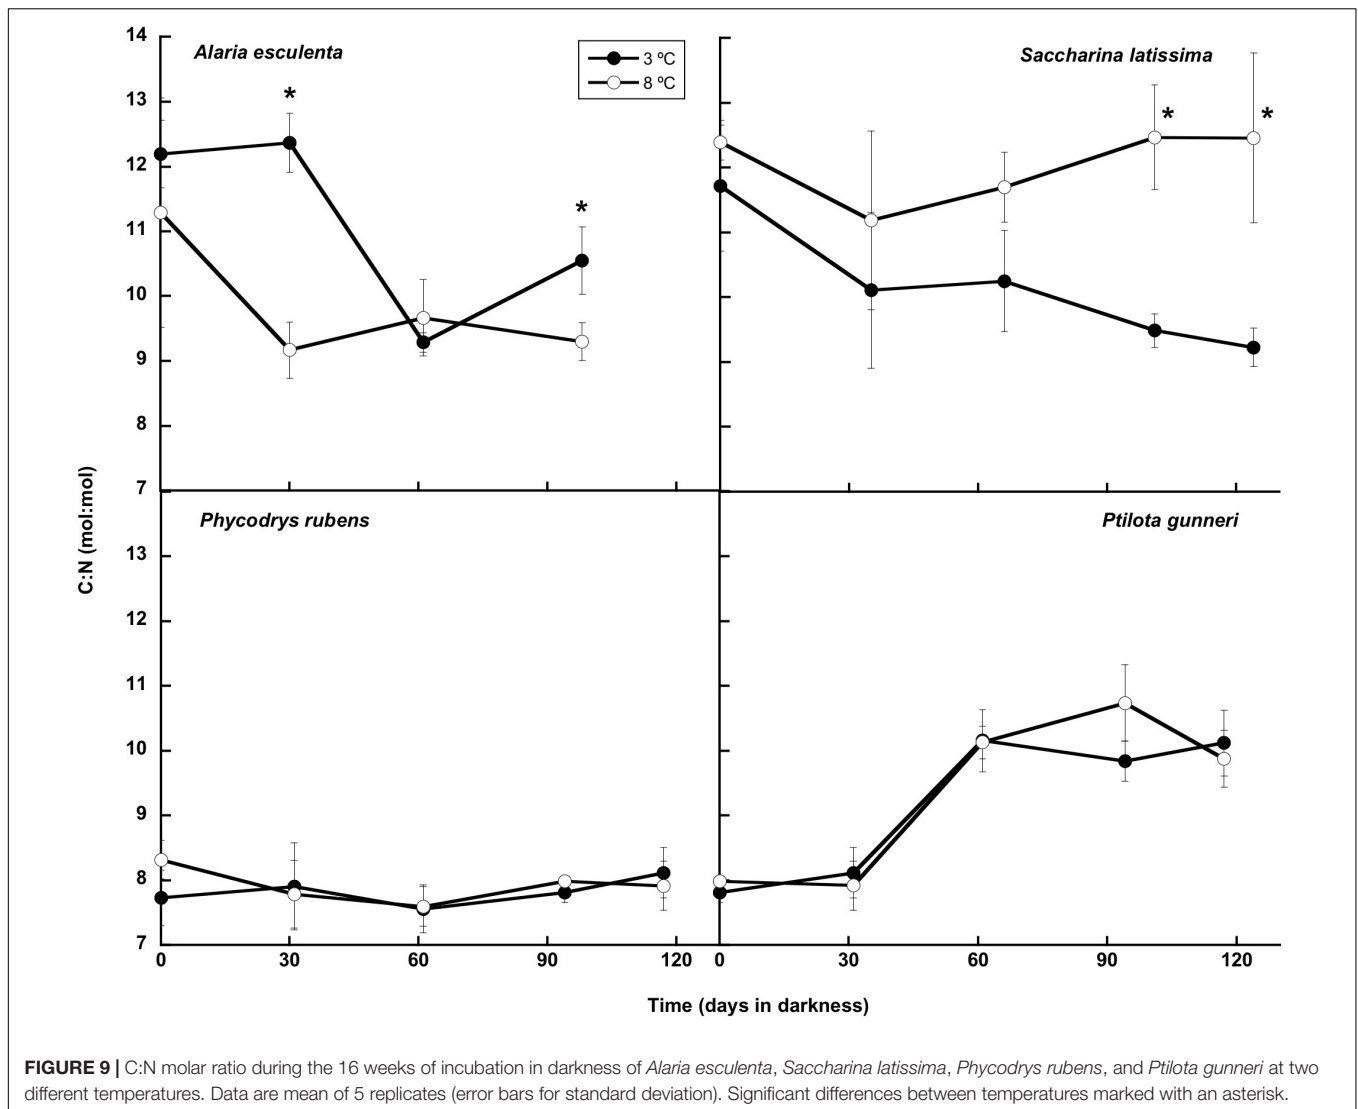 14
13
12
11
10
9
8
7
Alaria esculenta
*
*
3 ºC
8 ºC
Saccharina latissima
*
*
C:N (mol:mol)
13
12
11
10
9
8
7
Phycodrys rubens
Ptilota gunneri
0 30 60 90 120 0 30 60 90 120
Time (days in darkness)
FIGURE 9 | C:N molar ratio during the 16 weeks of incubation in darkness of Alaria esculenta, Saccharina latissima, Phycodrys rubens, and Ptilota gunneri at two
different temperatures. Data are mean of 5 replicates (error bars for standard deviation). Significant differences between temperatures marked with an asterisk.